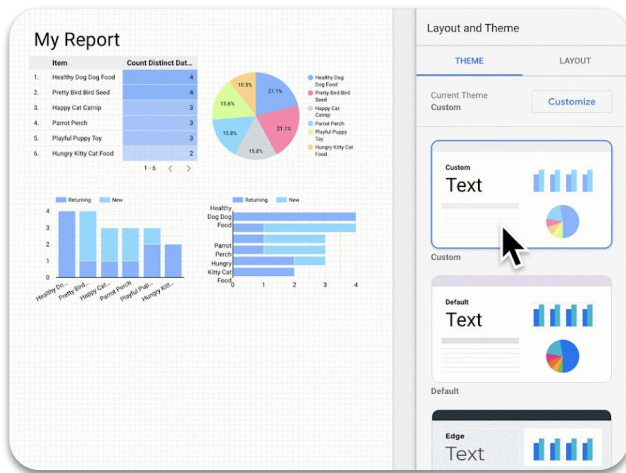 My Report
Item Count Distinct Dat...
1. Healthy Dog Dog Food 4
2. Pretty Bird Bird Seed 4
3. Happy Cat Catnip 3
4. Parrot Perch 3
5. Playful Puppy Toy 3
6. Hungry Kitty Cat Food 2
1 - 6 < >
21.1%
21.1%
15.8%
15.8%
15.8%
10.5%
Healthy Dog
Dog Food
Pretty Bird Bird
Seed
Happy Cat
Catnip
Parrot Perch
Playful Puppy
Toy
Hungry Kitty Cat
Food
Returning New
4
3
2
1
0
Healthy Do...
Pretty Bird...
Happy Cat...
Parrot Perch
Playful Pup...
Hungry Kitt...
Returning New
Healthy
Dog Dog
Food
Parrot
Perch
Hungry
Kitty Cat
Food
0 1 2 3 4
Layout and Theme
THEME LAYOUT
Current Theme
Custom
Customize
Custom
Text
Custom
Default
Text
Default
Edge
Text